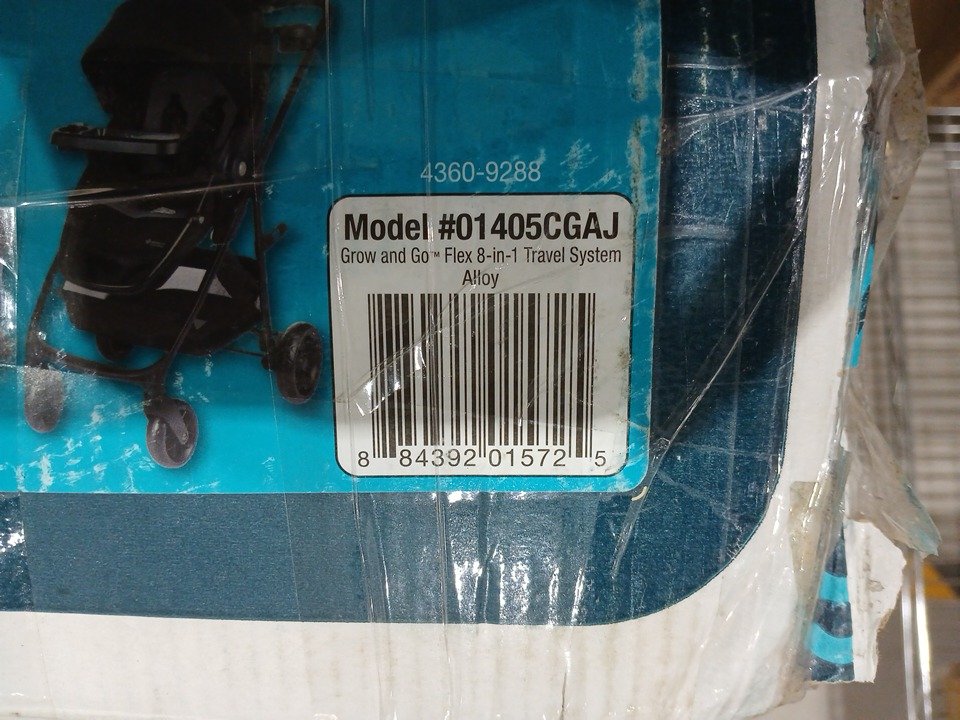 4360-9288
Model #01405CGAJ
Grow and Go™ Flex 8-in-1 Travel System
Alloy
8 84392 01572 5